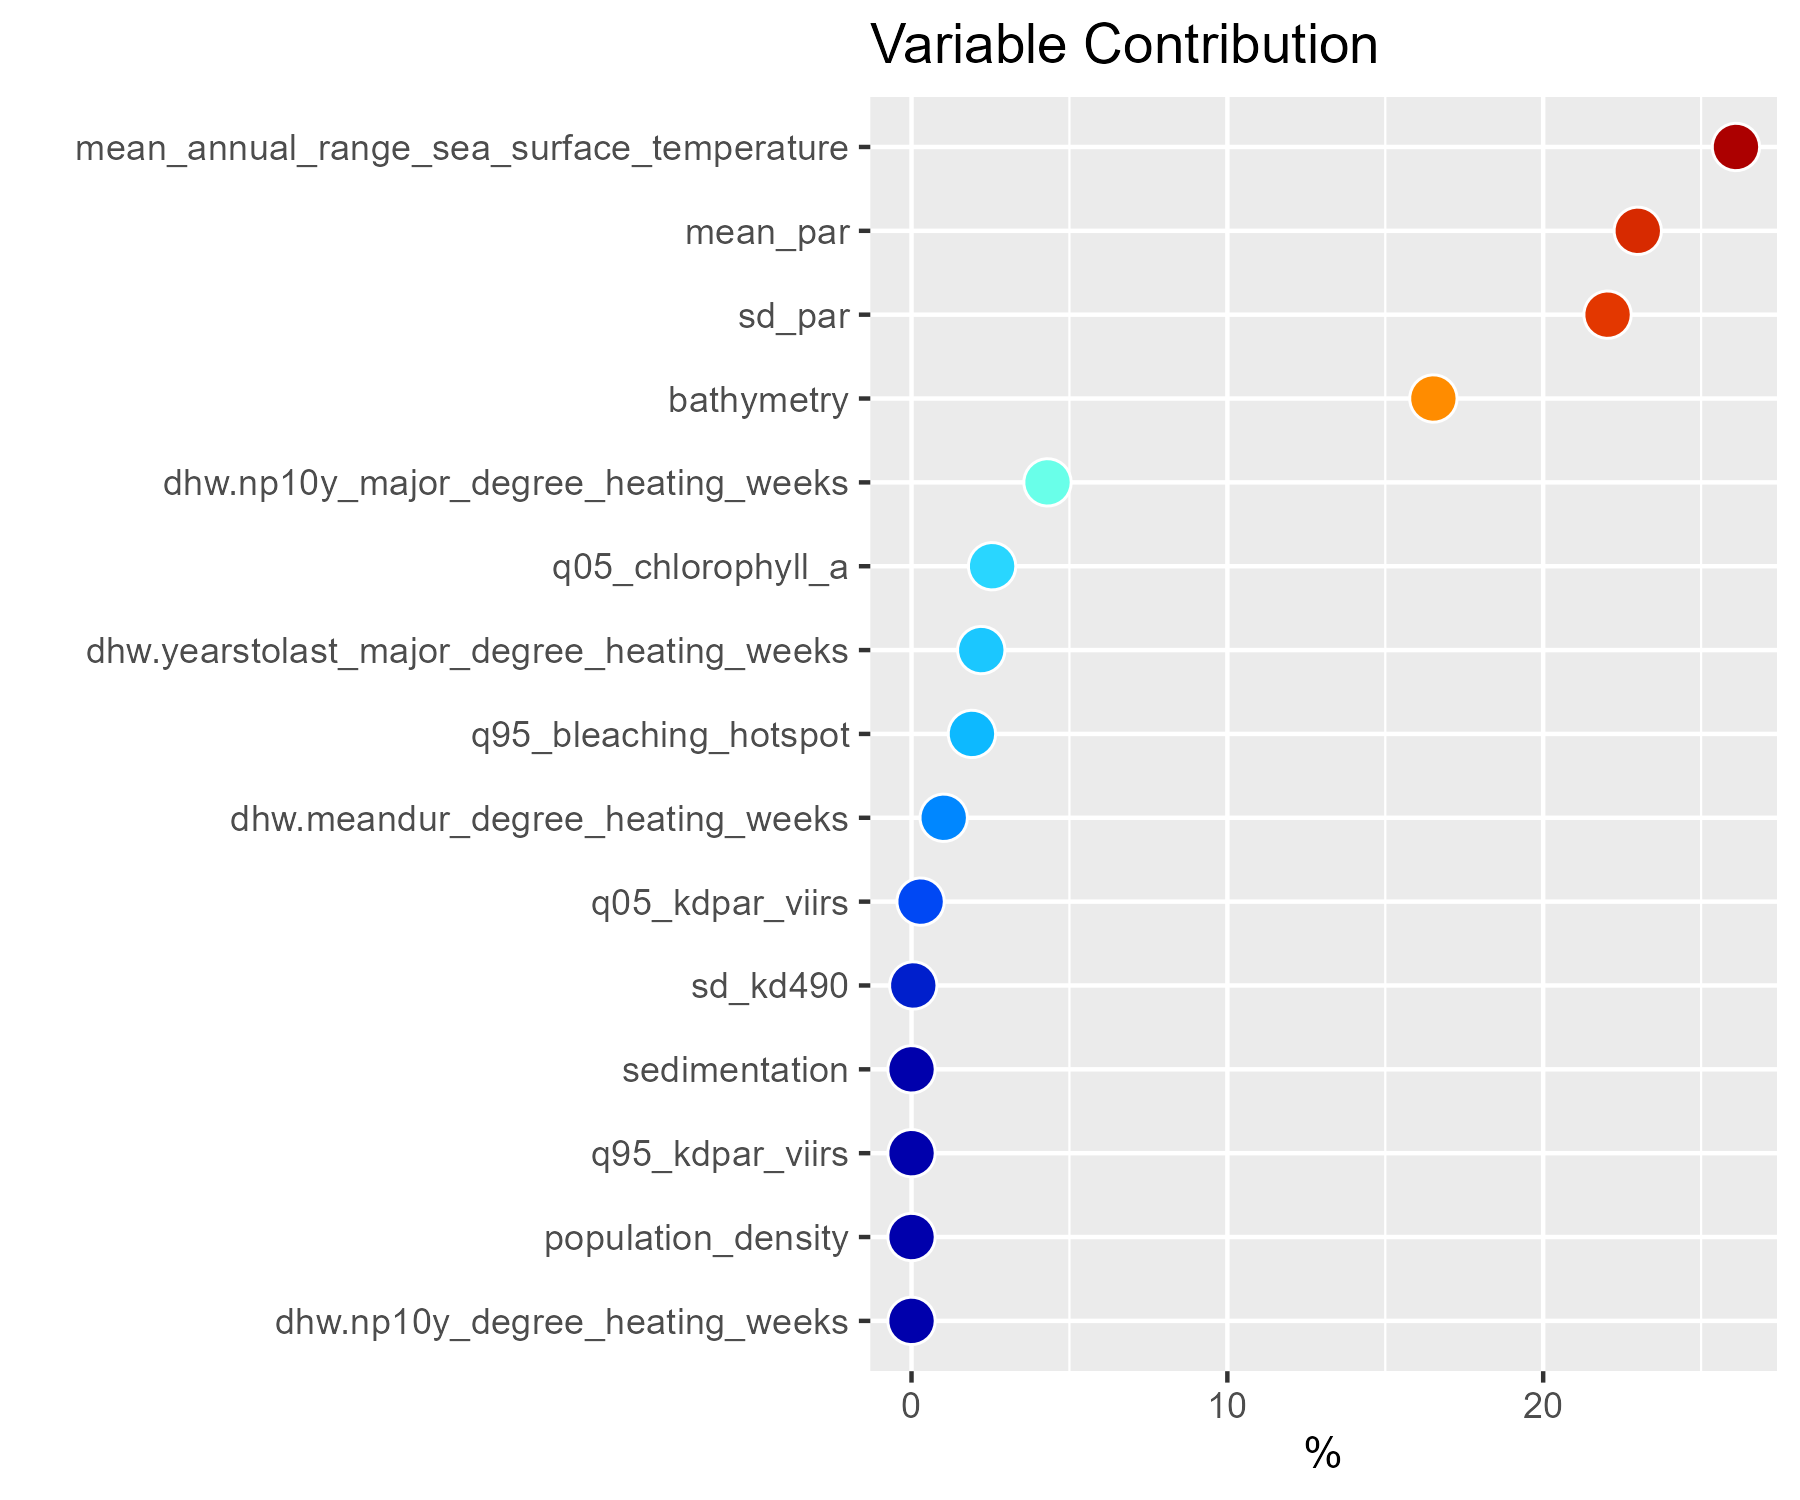 Variable Contribution
mean_annual_range_sea_surface_temperature
mean_par
sd_par
bathymetry
dhw.np10y_major_degree_heating_weeks
q05_chlorophyll_a
dhw.yearstolast_major_degree_heating_weeks
q95_bleaching_hotspot
dhw.meandur_degree_heating_weeks
q05_kdpar_viirs
sd_kd490
sedimentation
q95_kdpar_viirs
population_density
dhw.np10y_degree_heating_weeks
0 10 20
%